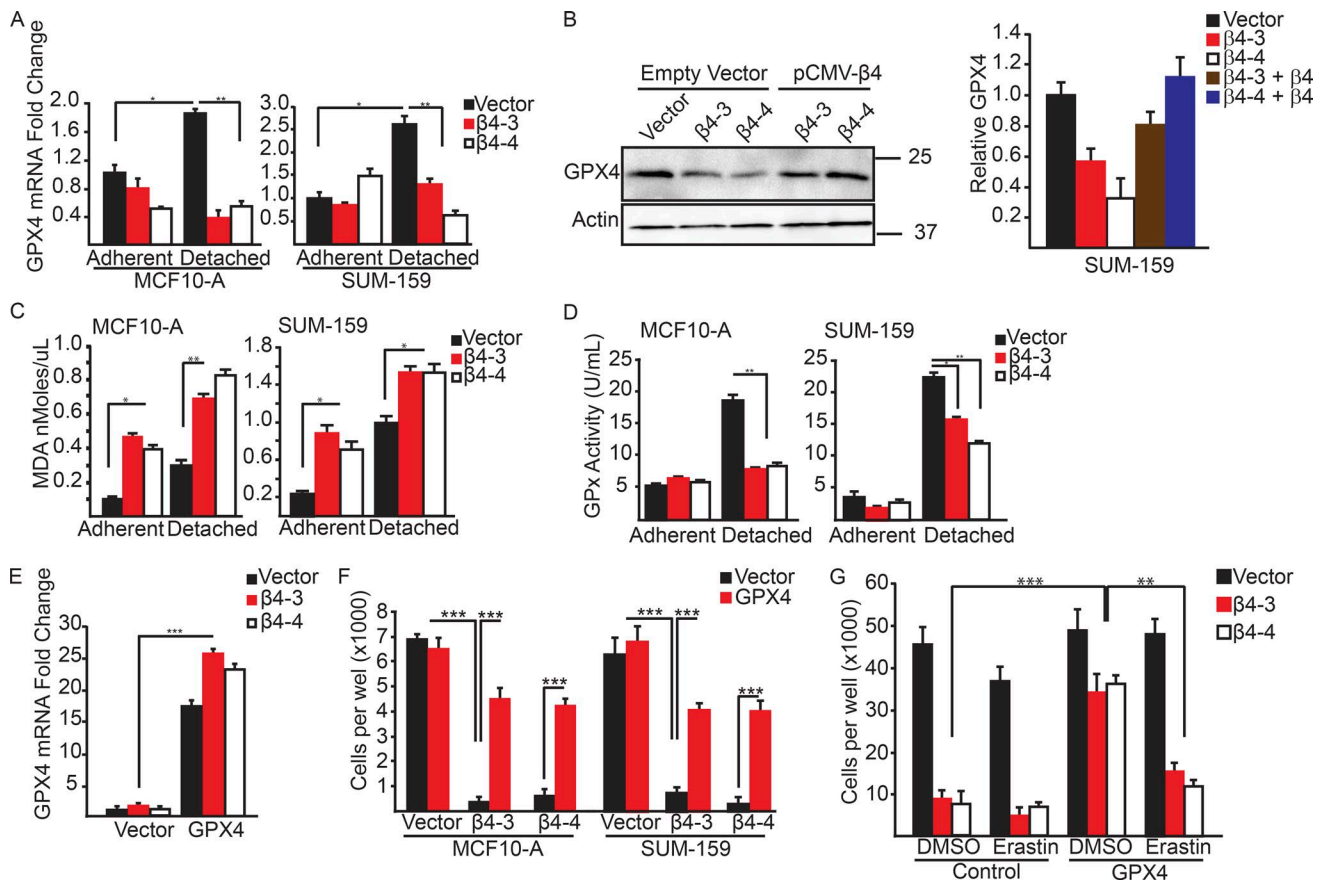 A
GPX4 mRNA Fold Change
2.0
1.6
1.2
0.8
0.4
*
**
Adherent Detached
MCF10-A
3.0
2.5
2.0
1.5
1.0
0.5
*
**
Adherent Detached
SUM-159
Vector
β4-3
β4-4
B
Empty Vector pCMV-β4
Vector β4-3 β4-4 β4-3 β4-4
GPX4
Actin
25
37
Relative GPX4
1.4
1.2
1.0
0.8
0.6
0.4
0.2
SUM-159
Vector
β4-3
β4-4
β4-3 + β4
β4-4 + β4
C
MCF10-A
MDA nMoles/uL
1.0
0.8
0.6
0.4
0.2
*
**
Adherent Detached
SUM-159
1.8
1.4
1.0
0.6
0.2
*
*
Adherent Detached
Vector
β4-3
β4-4
D
MCF10-A
GPx Activity (U/mL)
25
20
15
10
5
**
Adherent Detached
SUM-159
25
20
15
10
5
*
**
Adherent Detached
Vector
β4-3
β4-4
E
GPX4 mRNA Fold Change
25
20
15
10
5
***
Vector GPX4
Vector
β4-3
β4-4
F
Cells per wel (x1000)
8
7
6
5
4
3
2
1
*** *** ***
*** *** ***
Vector β4-3 β4-4 Vector β4-3 β4-4
MCF10-A SUM-159
Vector
GPX4
G
Cells per well (x1000)
60
50
40
30
20
10
*** **
DMSO Erastin DMSO Erastin
Control GPX4
Vector
β4-3
β4-4